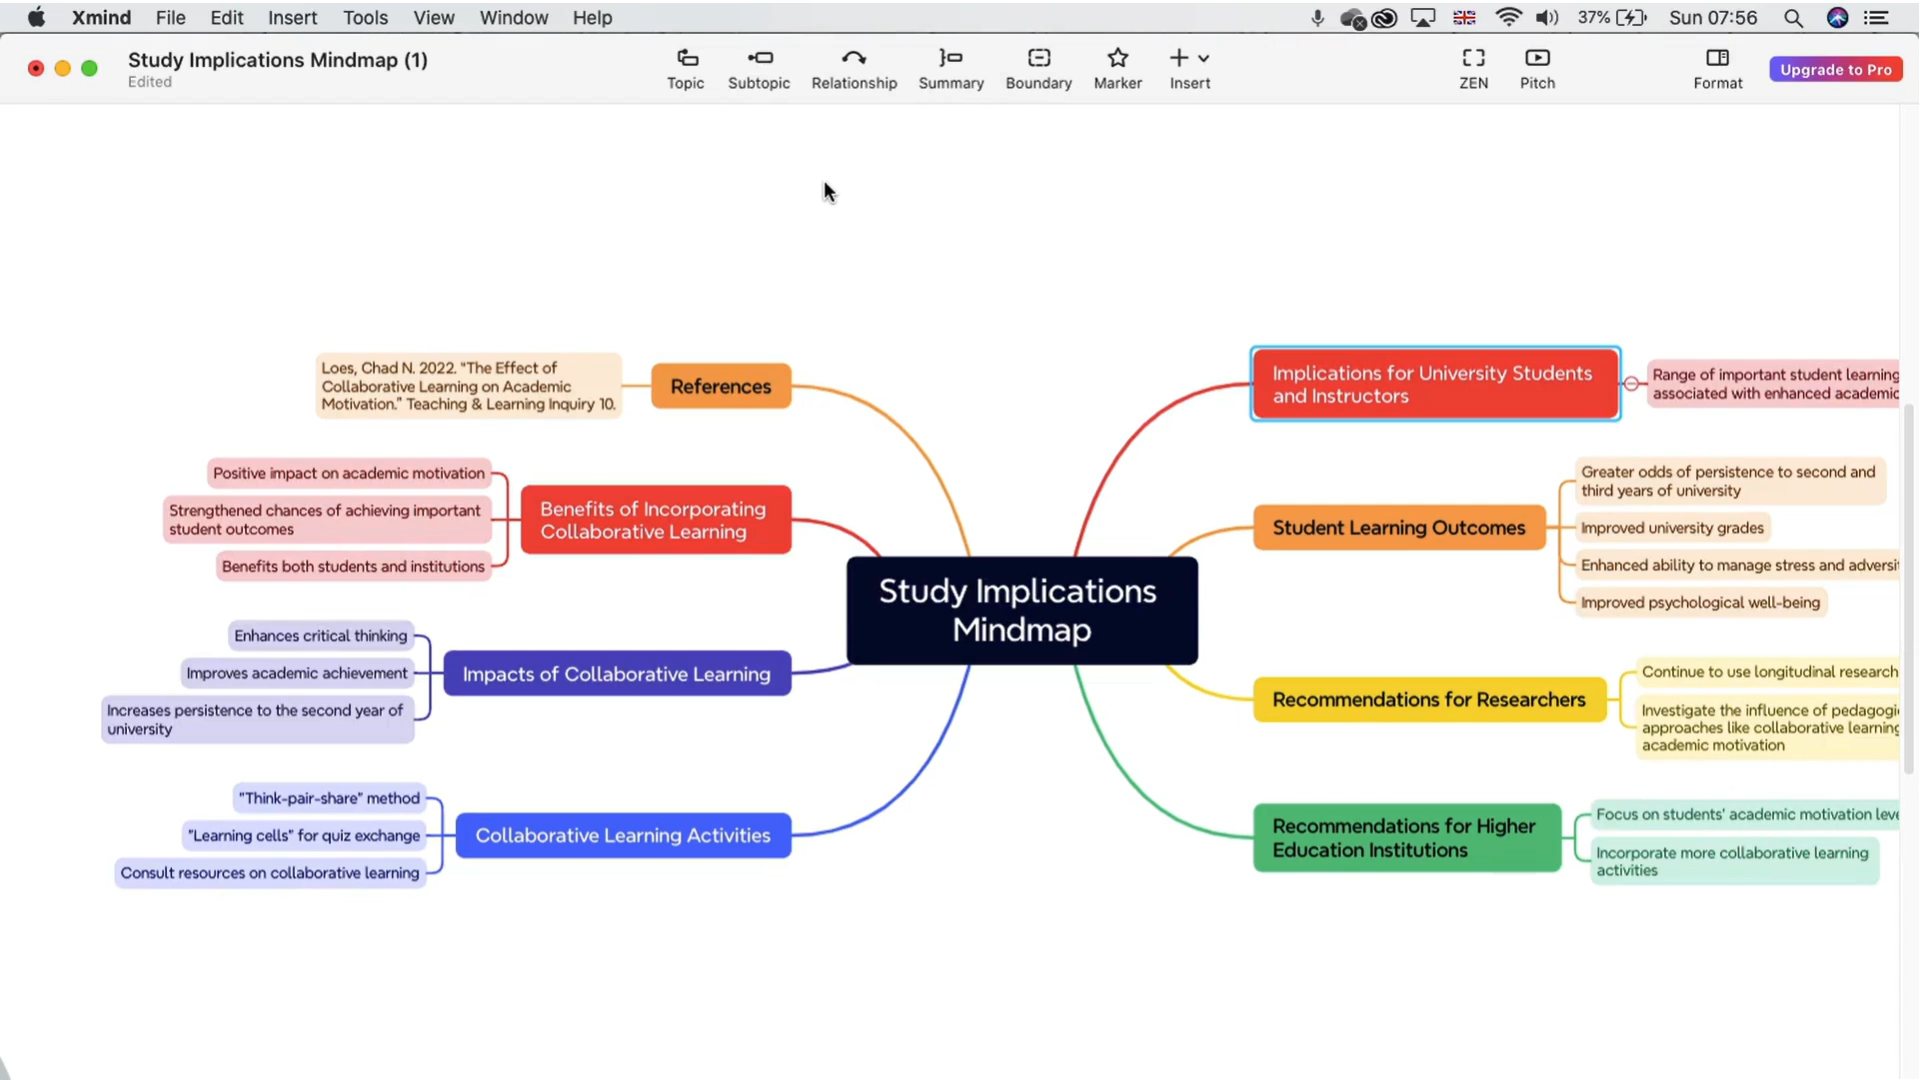 Xmind File Edit Insert Tools View Window Help 37% Sun 07:56
Study Implications Mindmap (1)
Edited
Topic Subtopic Relationship Summary Boundary Marker Insert ZEN Pitch Format Upgrade to Pro
Loes, Chad N. 2022. “The Effect of
Collaborative Learning on Academic
Motivation.” Teaching & Learning Inquiry 10.
References
Positive impact on academic motivation
Strengthened chances of achieving important
student outcomes
Benefits both students and institutions
Benefits of Incorporating
Collaborative Learning
Enhances critical thinking
Improves academic achievement
Increases persistence to the second year of
university
Impacts of Collaborative Learning
"Think-pair-share" method
"Learning cells" for quiz exchange
Consult resources on collaborative learning
Collaborative Learning Activities
Study Implications
Mindmap
Implications for University Students
and Instructors
Range of important student learning
associated with enhanced academic
Student Learning Outcomes
Greater odds of persistence to second and
third years of university
Improved university grades
Enhanced ability to manage stress and adversi
Improved psychological well-being
Recommendations for Researchers
Continue to use longitudinal research
Investigate the influence of pedagogi
approaches like collaborative learning
academic motivation
Recommendations for Higher
Education Institutions
Focus on students' academic motivation leve
Incorporate more collaborative learning
activities